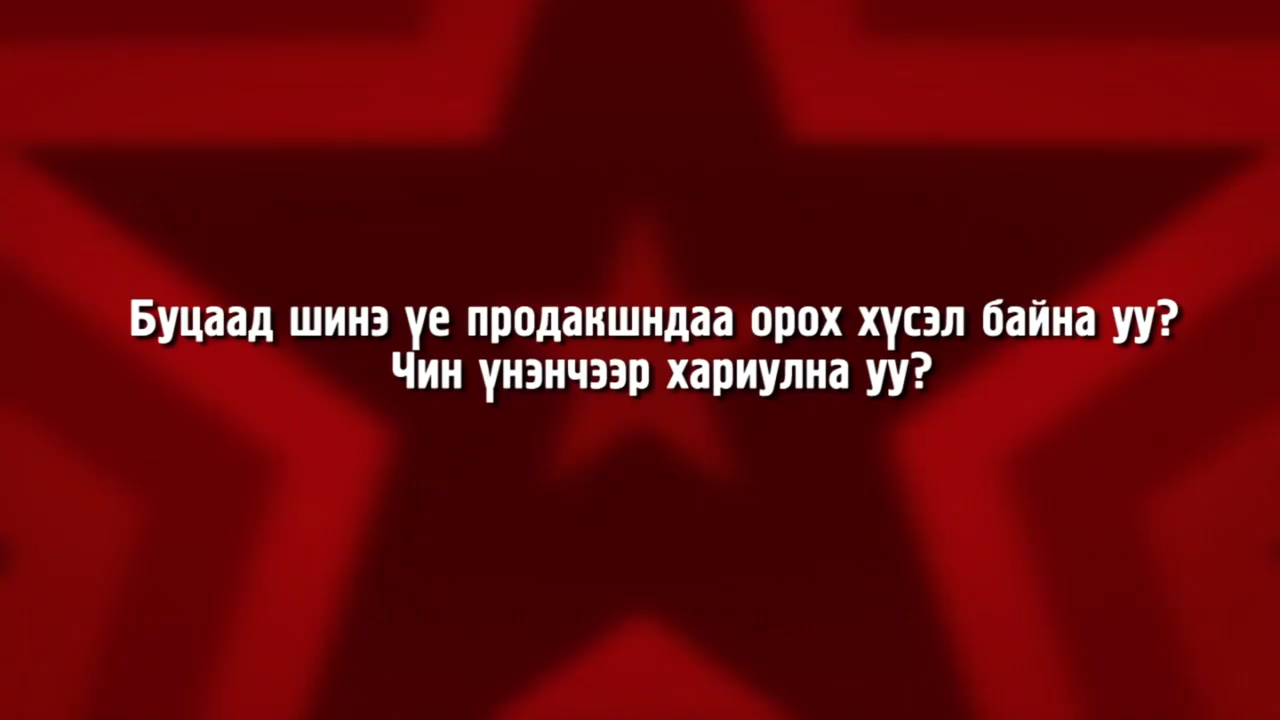 Буцаад шинэ үе продакшндаа орох хүсэл байна уу?
Чин үнэнчээр хариулна уу?